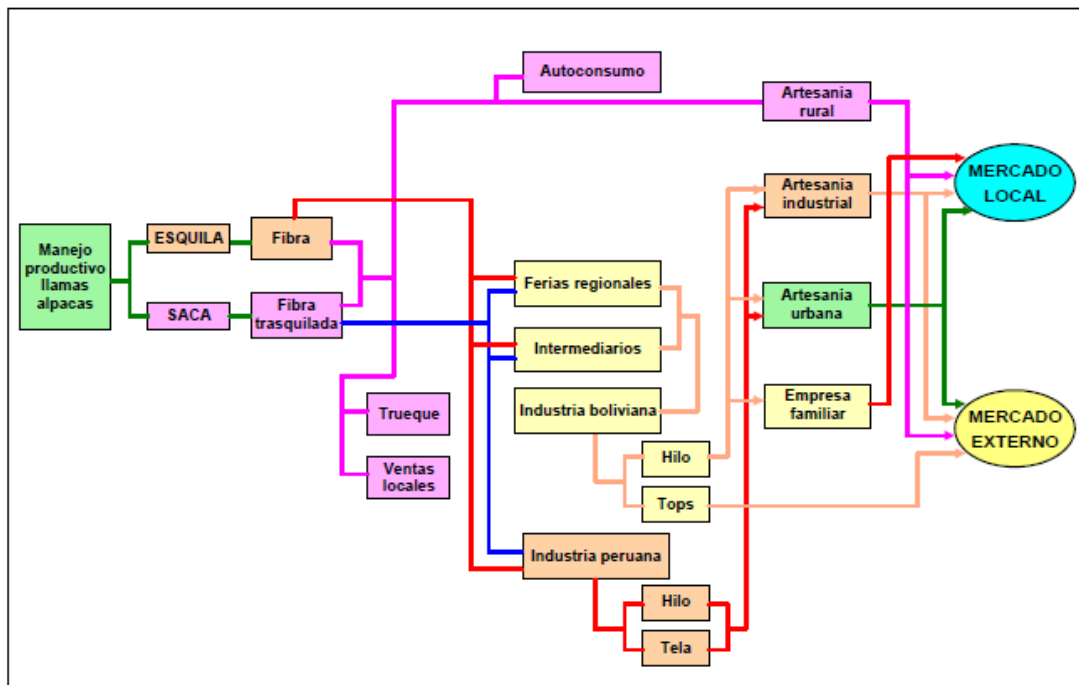 Autoconsumo
Artesania
rural
MERCADO
LOCAL
Artesania
industrial
Manejo
productivo
llamas
alpacas
ESQUILA
Fibra
SACA
Fibra
trasquilada
Ferias regionales
Artesania
urbana
Intermediarios
Trueque
Industria boliviana
Empresa
familiar
MERCADO
EXTERNO
Ventas
locales
Hilo
Tops
Industria peruana
Hilo
Tela